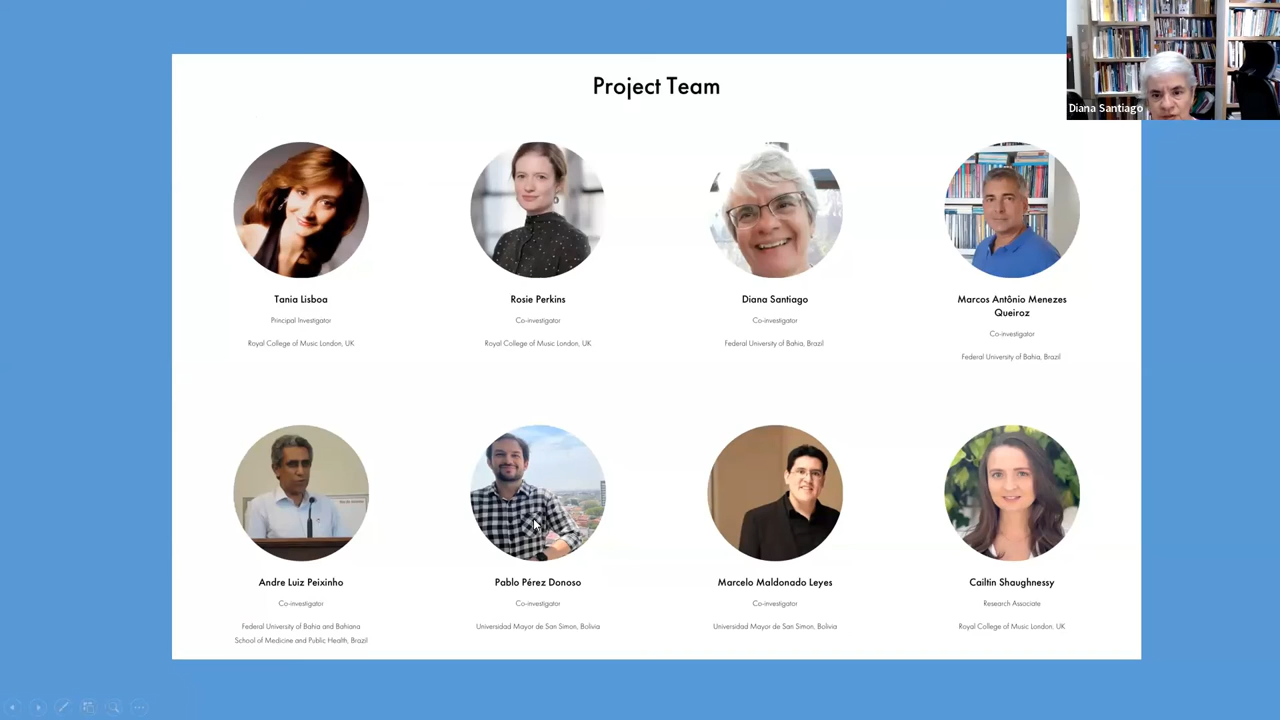 Project Team
Diana Santiago
Tania Lisboa
Principal Investigator
Royal College of Music London, UK
Rosie Perkins
Co-investigator
Royal College of Music London, UK
Diana Santiago
Co-investigator
Federal University of Bahia, Brazil
Marcos Antônio Menezes
Queiroz
Co-investigator
Federal University of Bahia, Brazil
Andre Luiz Peixinho
Co-investigator
Federal University of Bahia and Bahiana
School of Medicine and Public Health, Brazil
Pablo Pérez Donoso
Co-investigator
Universidad Mayor de San Simon, Bolivia
Marcelo Maldonado Leyes
Co-investigator
Universidad Mayor de San Simon, Bolivia
Cailtin Shaughnessy
Research Associate
Royal College of Music London. UK